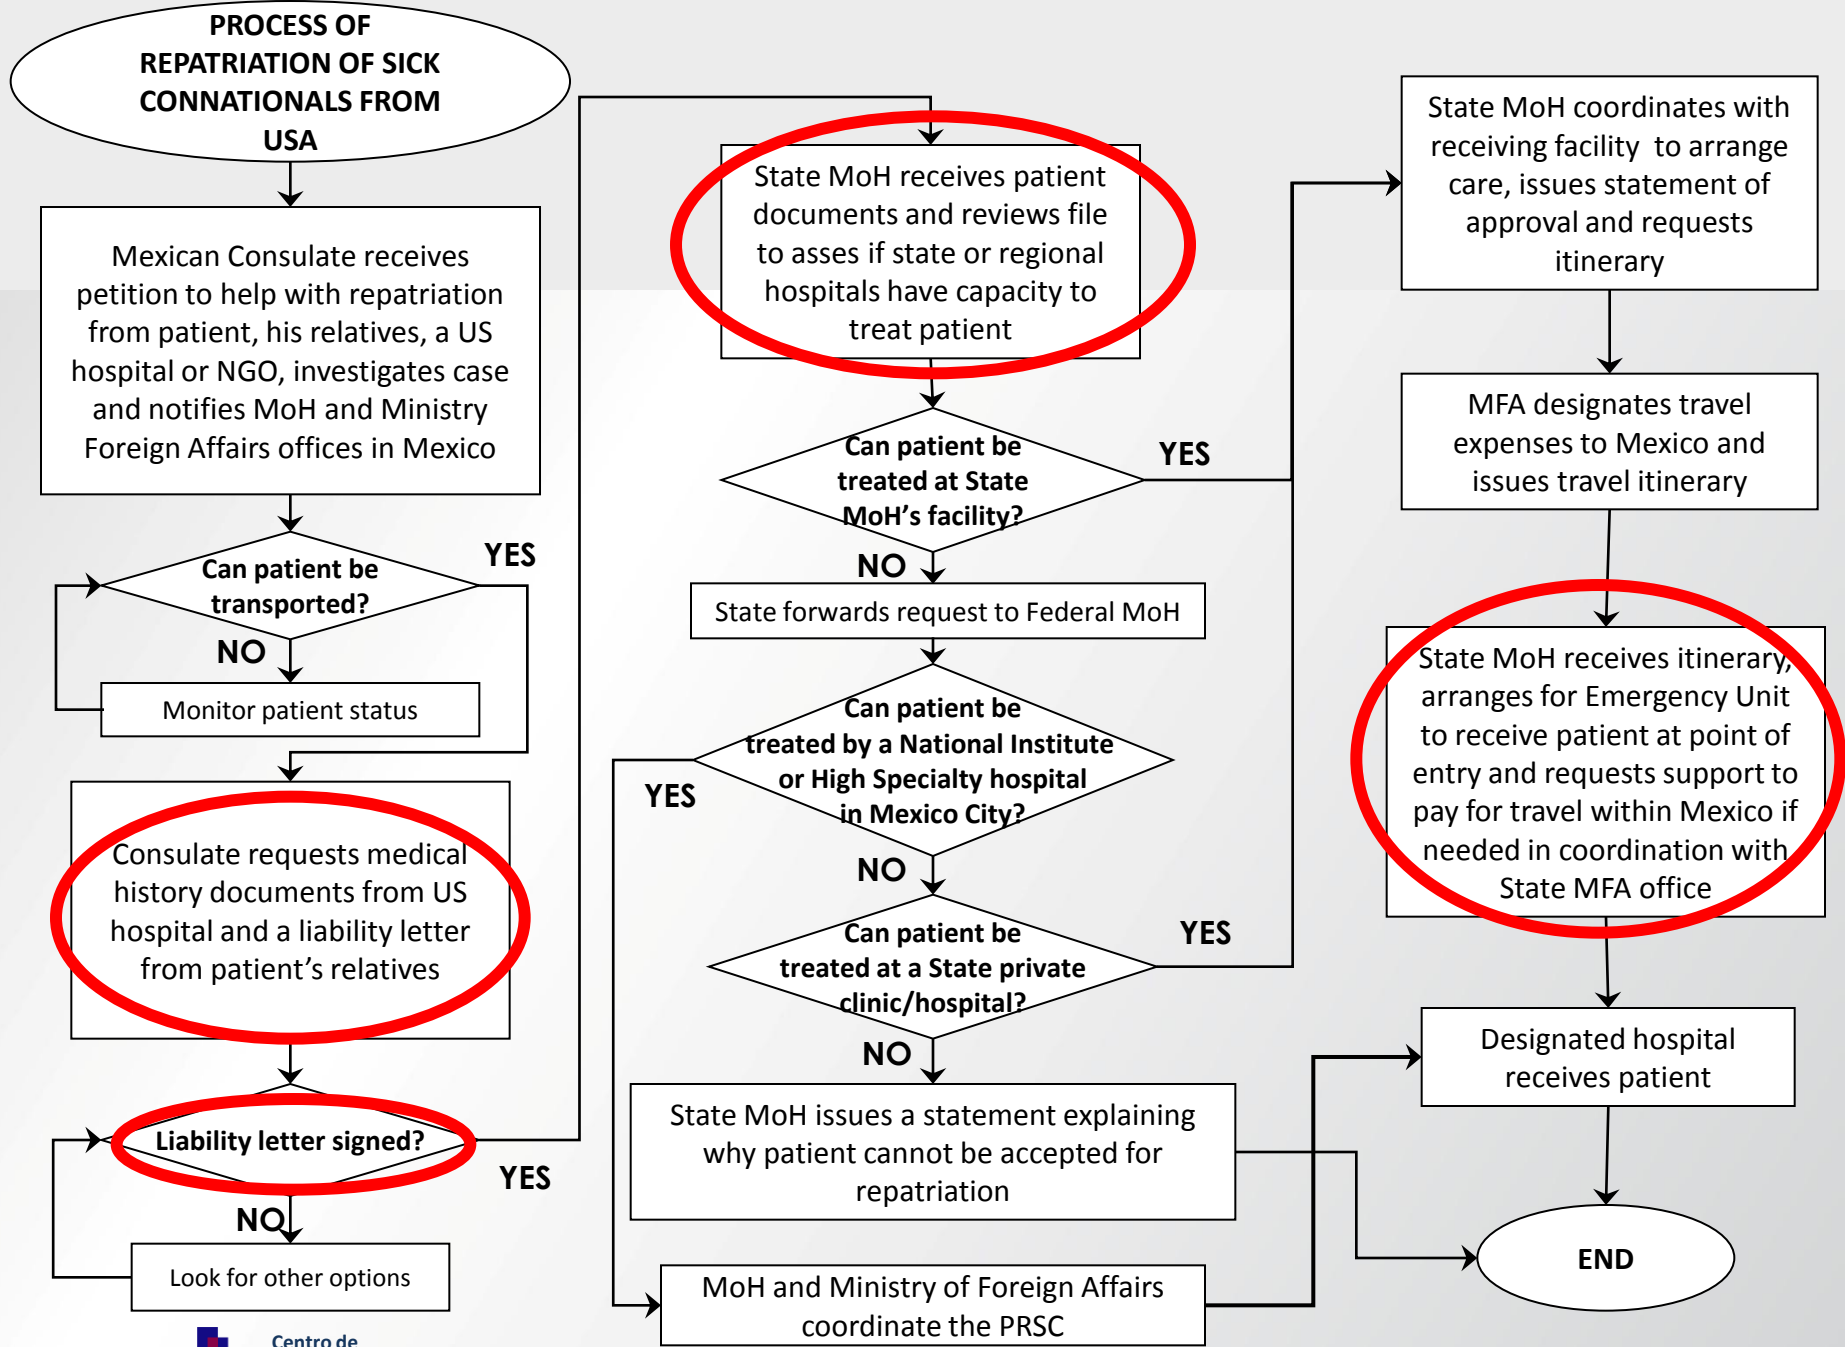 PROCESS OF
REPATRIATION OF SICK
CONNATIONALS FROM
USA
Mexican Consulate receives
petition to help with repatriation
from patient, his relatives, a US
hospital or NGO, investigates case
and notifies MoH and Ministry
Foreign Affairs offices in Mexico
Can patient be
transported?
YES
NO
Monitor patient status
Consulate requests medical
history documents from US
hospital and a liability letter
from patient's relatives
Liability letter signed?
YES
NO
Look for other options
Centro de
State MoH receives patient
documents and reviews file
to asses if state or regional
hospitals have capacity to
treat patient
Can patient be
treated at State
MoH's facility?
YES
NO
State forwards request to Federal MoH
Can patient be
treated by a National Institute
or High Specialty hospital
in Mexico City?
YES
NO
Can patient be
treated at a State private
clinic/hospital?
YES
NO
State MoH issues a statement explaining
why patient cannot be accepted for
repatriation
MoH and Ministry of Foreign Affairs
coordinate the PRSC
State MoH coordinates with
receiving facility to arrange
care, issues statement of
approval and requests
itinerary
MFA designates travel
expenses to Mexico and
issues travel itinerary
State MoH receives itinerary,
arranges for Emergency Unit
to receive patient at point of
entry and requests support to
pay for travel within Mexico if
needed in coordination with
State MFA office
Designated hospital
receives patient
END